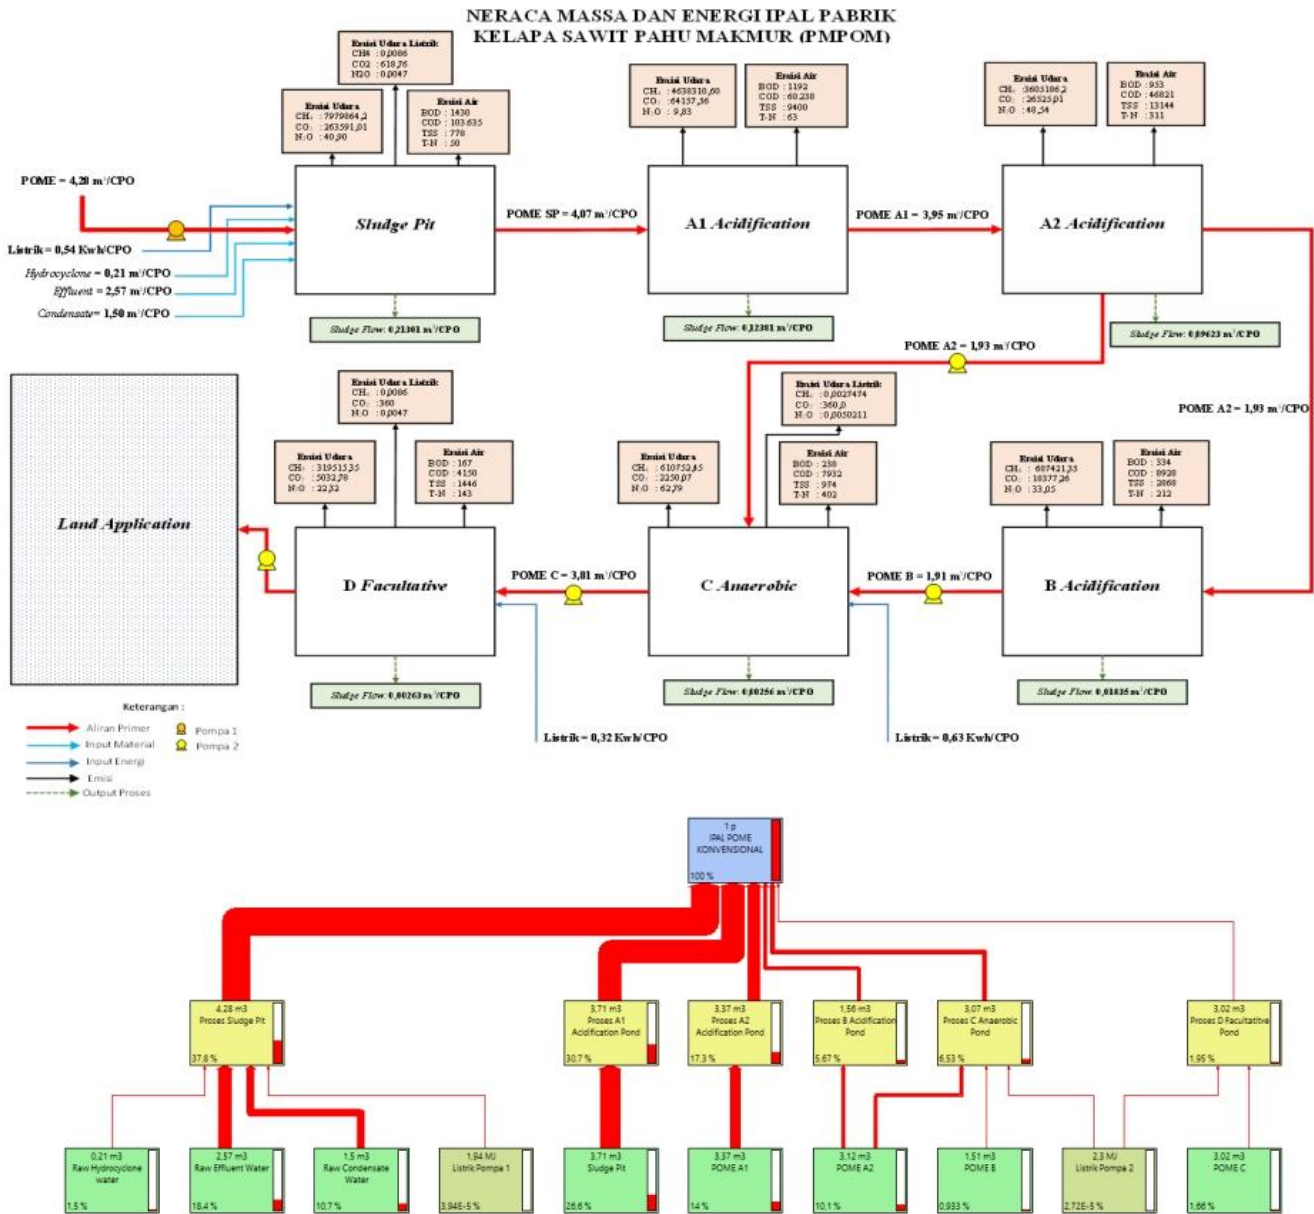 NERACA MASSA DAN ENERGI IPAL PABRIK
KELAPA SAWIT PAHU MAKMUR (PMPOM)
Emisi Udara Listrik
CH4 : 0,0086
CO2 : 618,76
N2O : 0,0047
Emisi Udara
CH₄ : 7979864,2
CO₂ : 263591,01
N₂O : 40,90
Emisi Air
BOD : 1430
COD : 103.635
TSS : 778
T-N : 50
Emisi Udara
CH₄ : 4638310,60
CO₂ : 64157,36
N₂O : 9,83
Emisi Air
BOD : 1192
COD : 60.238
TSS : 9400
T-N : 63
Emisi Udara
CH₄ : 3605186,2
CO₂ : 26525,01
N₂O : 48,54
Emisi Air
BOD : 953
COD : 46821
TSS : 13144
T-N : 311
POME = 4,28 m³/CPO
Listrik = 0,54 Kwh/CPO
Hydrocyclone = 0,21 m³/CPO
Effluent = 2,57 m³/CPO
Condensate= 1,50 m³/CPO
Sludge Pit
POME SP = 4,07 m³/CPO
A1 Acidification
POME A1 = 3,95 m³/CPO
A2 Acidification
Sludge Flow: 0,21301 m³/CPO
Sludge Flow: 0,12381 m³/CPO
Sludge Flow: 0,09623 m³/CPO
POME A2 = 1,93 m³/CPO
POME A2 = 1,93 m³/CPO
Land Application
Emisi Udara Listrik
CH₄ : 0,0086
CO₂ : 360
N₂O : 0,0047
Emisi Udara
CH₄ : 319515,35
CO₂ : 5032,78
N₂O : 22,32
Emisi Air
BOD : 167
COD : 4150
TSS : 1446
T-N : 143
Emisi Udara Listrik
CH₄ : 0,0027474
CO₂ : 360,0
N₂O : 0,0050211
Emisi Udara
CH₄ : 610752,45
CO₂ : 2250,07
N₂O : 62,79
Emisi Air
BOD : 238
COD : 7932
TSS : 974
T-N : 402
Emisi Udara
CH₄ : 687421,35
CO₂ : 10377,26
N₂O : 33,05
Emisi Air
BOD : 334
COD : 8928
TSS : 2868
T-N : 212
D Facultative
POME C = 3,81 m³/CPO
C Anaerobic
POME B = 1,91 m³/CPO
B Acidification
Sludge Flow: 0,00263 m³/CPO
Sludge Flow: 0,00256 m³/CPO
Sludge Flow: 0,01835 m³/CPO
Listrik = 0,32 Kwh/CPO
Listrik = 0,63 Kwh/CPO
Keterangan :
Aliran Primer
Pompa 1
Input Material
Pompa 2
Input Energi
Emisi
Output Proses
1 p
IPAL POME
KONVENSIONAL
100 %
4,28 m3
Proses Sludge Pit
37,8 %
3,71 m3
Proses A1
Acidification Pond
30,7 %
3,37 m3
Proses A2
Acidification Pond
17,3 %
1,56 m3
Proses B Acidification
Pond
5,67 %
3,07 m3
Proses C Anaerobic
Pond
6,53 %
3,02 m3
Proses D Facultatitve
Pond
1,95 %
0,21 m3
Raw Hydrocyclone
water
1,5 %
2,57 m3
Raw Effluent Water
18,4 %
1,5 m3
Raw Condensate
Water
10,7 %
1,94 MJ
Listrik Pompa 1
3,94E-5 %
3,71 m3
Sludge Pit
26,6 %
3,37 m3
POME A1
14 %
3,12 m3
POME A2
10,1 %
1,51 m3
POME B
0,933 %
2,3 MJ
Listrik Pompa 2
2,72E-5 %
3,02 m3
POME C
1,66 %